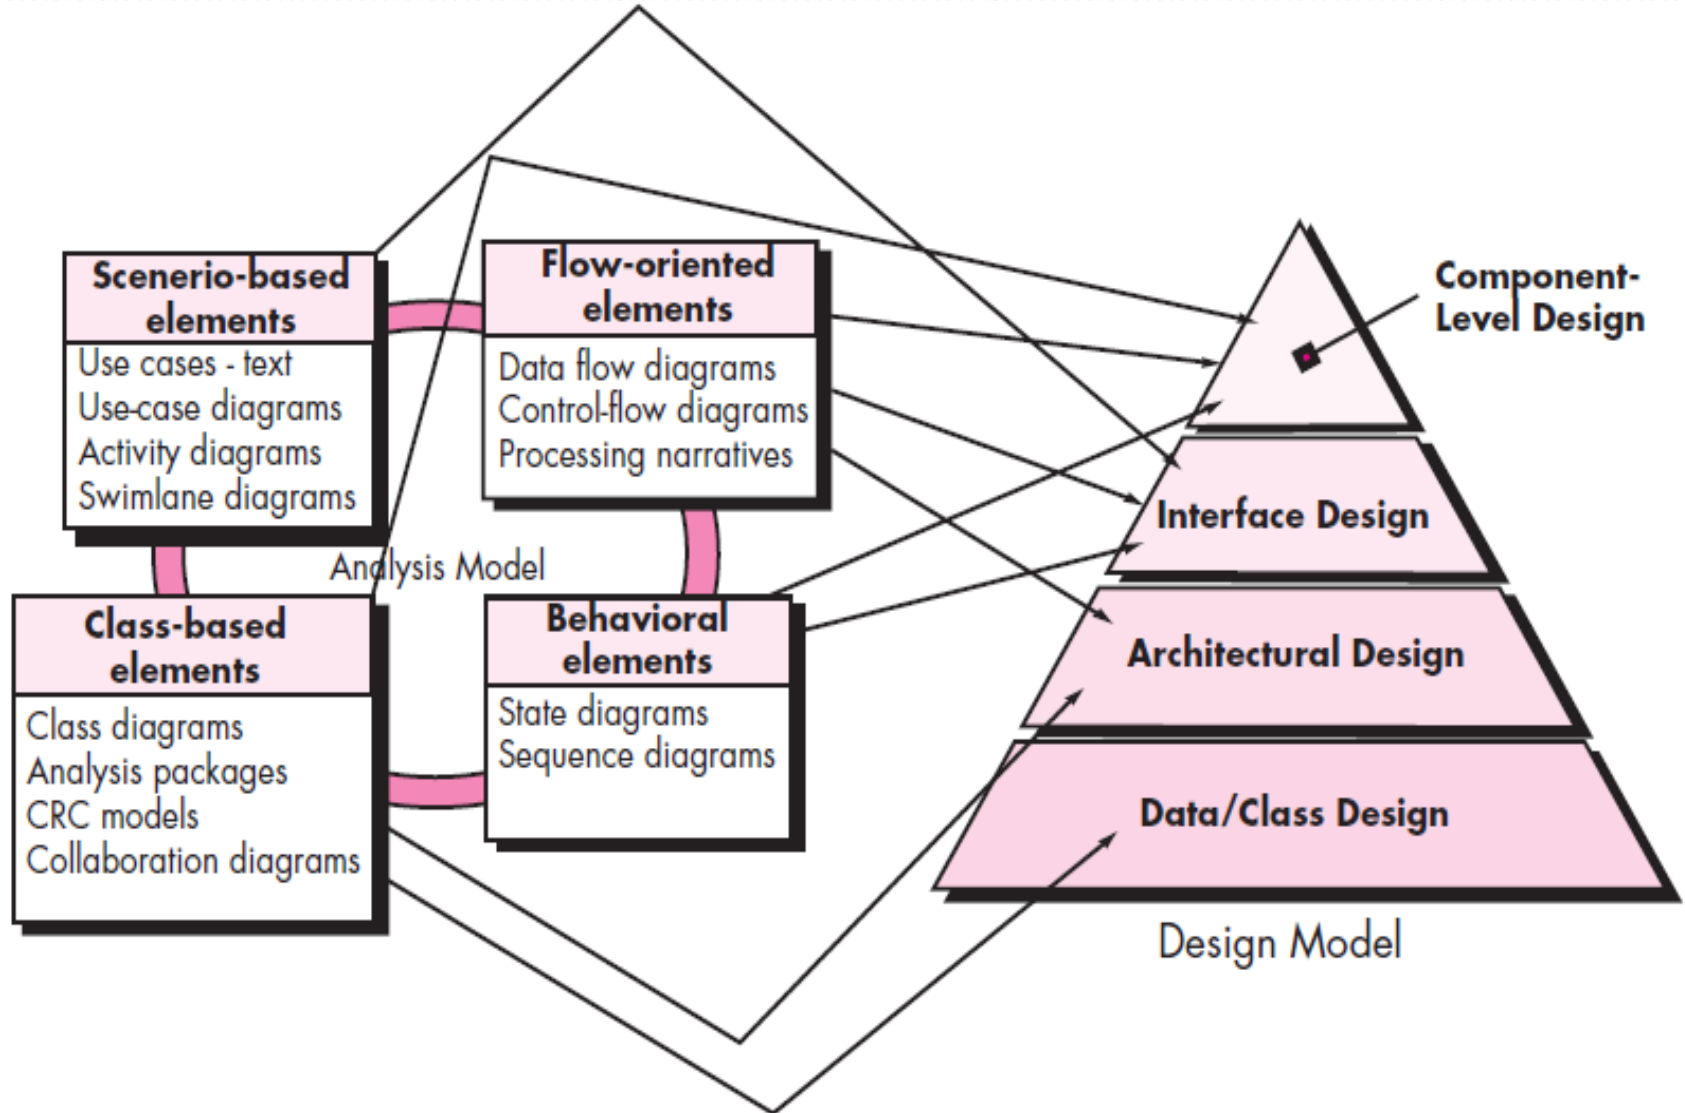 Scenerio-based
elements
Use cases - text
Use-case diagrams
Activity diagrams
Swimlane diagrams
Flow-oriented
elements
Data flow diagrams
Control-flow diagrams
Processing narratives
Analysis Model
Class-based
elements
Class diagrams
Analysis packages
CRC models
Collaboration diagrams
Behavioral
elements
State diagrams
Sequence diagrams
Component-
Level Design
Interface Design
Architectural Design
Data/Class Design
Design Model